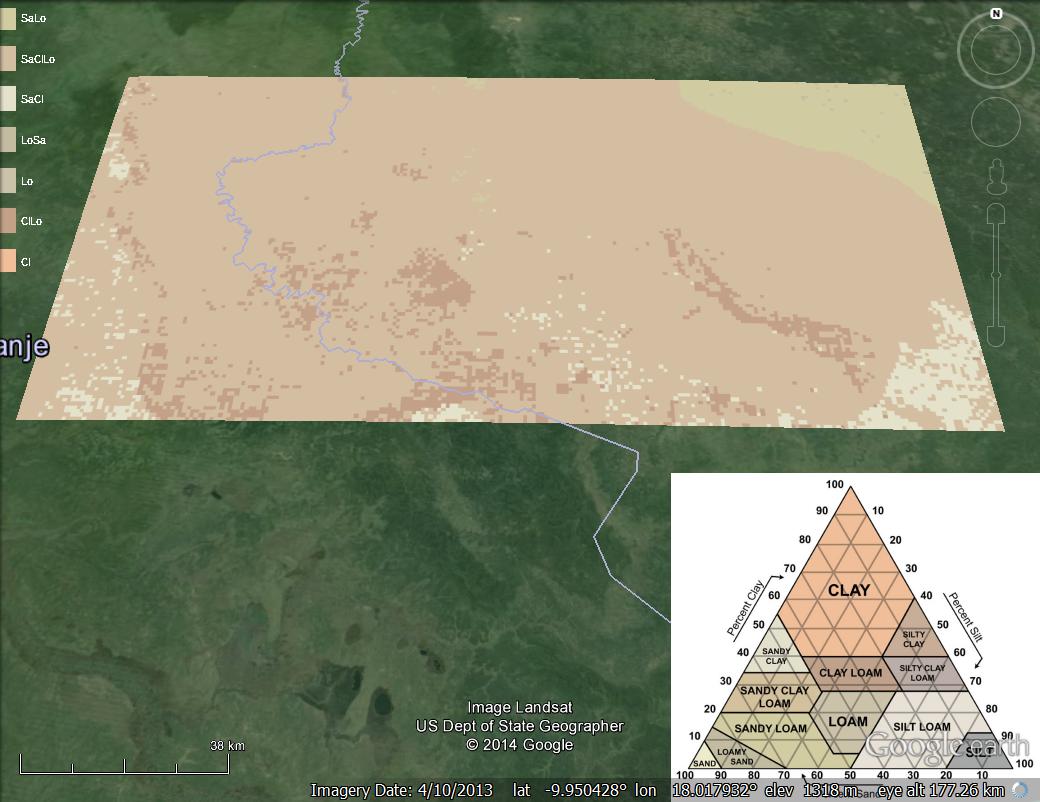 SaLo
SaClLo
SaCl
LoSa
Lo
ClLo
Cl
N
anje
38 km
Image Landsat
US Dept of State Geographer
© 2014 Google
100
90 10
80 20
70 30
CLAY
60 40
Percent Clay
Percent Silt
50 50
SILTY
CLAY
40 60
SANDY
CLAY
CLAY LOAM
SILTY CLAY
LOAM
30 70
SANDY CLAY
LOAM
20 80
SANDY LOAM
LOAM
SILT LOAM
10 90
SAND
LOAMY
SAND
SILT
Google earth
100 90 80 70 60 50 40 30 20 10 100
Imagery Date: 4/10/2013 lat -9.950428° lon 18.017932° elev 1318 m eye alt 177.26 km